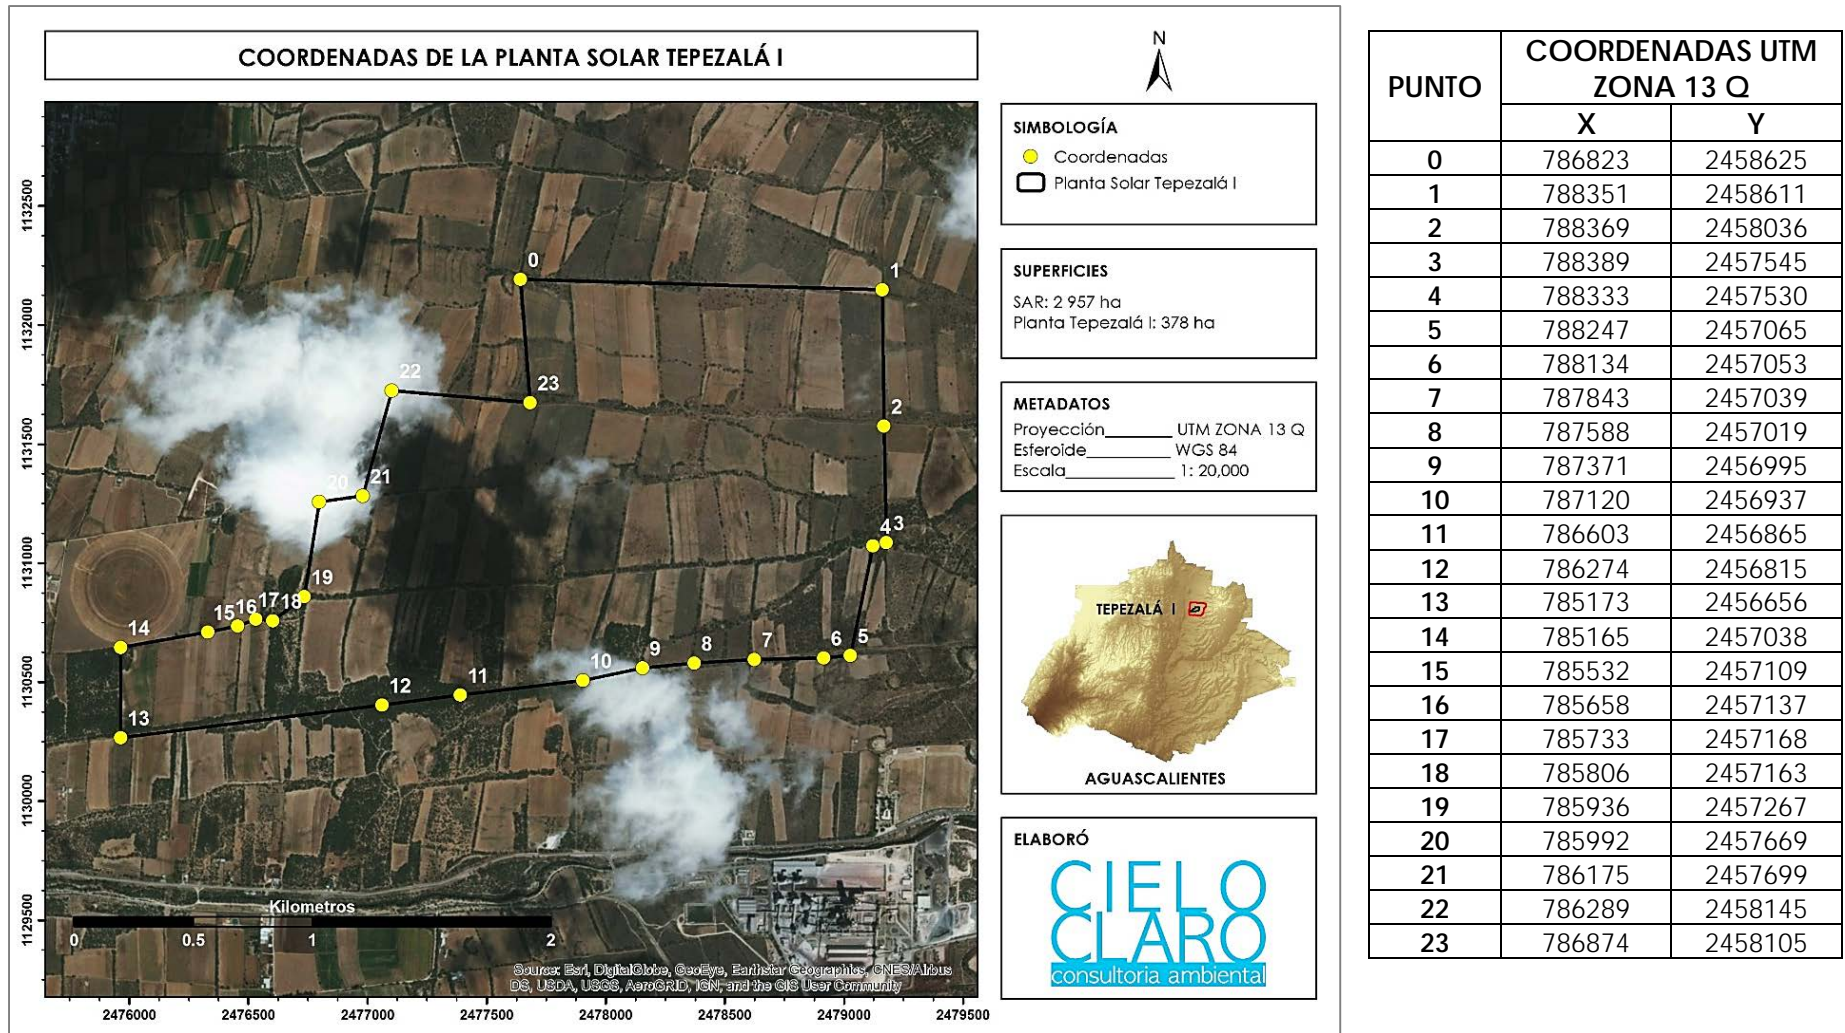 COORDENADAS DE LA PLANTA SOLAR TEPEZALÁ I
N
SIMBOLOGÍA
Coordenadas
Planta Solar Tepezalá I
SUPERFICIES
SAR: 2 957 ha
Planta Tepezalá I: 378 ha
METADATOS
Proyección________ UTM ZONA 13 Q
Esferoide__________ WGS 84
Escala_____________ 1: 20,000
TEPEZALÁ I
AGUASCALIENTES
ELABORÓ
CIELO
CLARO
consultoria ambiental
1132500
1132000
1131500
1131000
1130500
1130000
1129500
0
1
22
23
2
20
21
4
3
19
15
16
17
18
14
5
6
7
8
9
10
11
12
13
Kilometros
0 0.5 1 2
Source: Esri, DigitalGlobe, GeoEye, Earthstar Geographics, CNES/Airbus
DS, USDA, USGS, AeroGRID, IGN, and the GIS User Community
2476000 2476500 2477000 2477500 2478000 2478500 2479000 2479500
PUNTO
COORDENADAS UTM
ZONA 13 Q
X Y
0 786823 2458625
1 788351 2458611
2 788369 2458036
3 788389 2457545
4 788333 2457530
5 788247 2457065
6 788134 2457053
7 787843 2457039
8 787588 2457019
9 787371 2456995
10 787120 2456937
11 786603 2456865
12 786274 2456815
13 785173 2456656
14 785165 2457038
15 785532 2457109
16 785658 2457137
17 785733 2457168
18 785806 2457163
19 785936 2457267
20 785992 2457669
21 786175 2457699
22 786289 2458145
23 786874 2458105